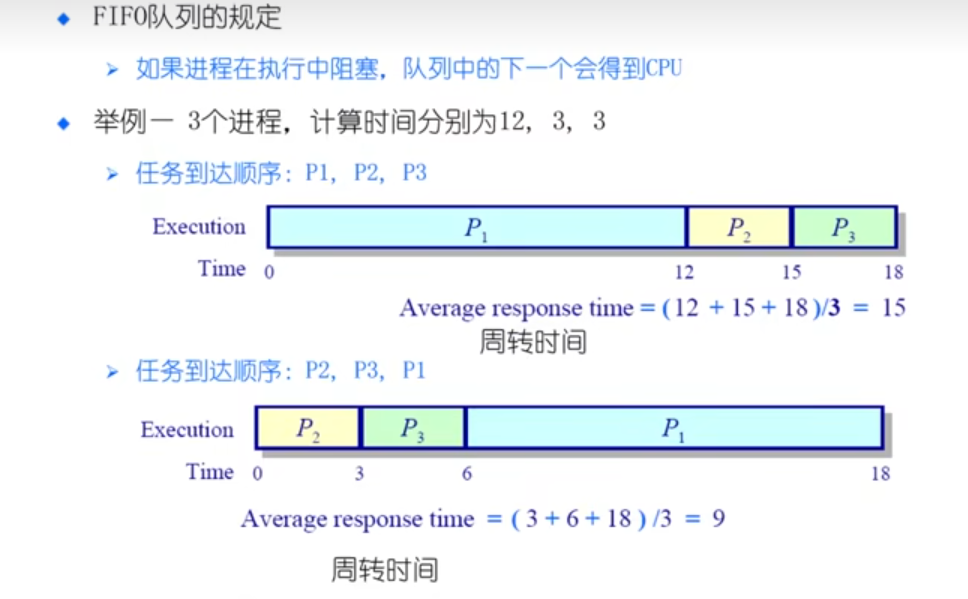 FIFO队列的规定
如果进程在执行中阻塞，队列中的下一个会得到CPU
举例一 3个进程，计算时间分别为12, 3, 3
任务到达顺序：P1, P2, P3
Execution P1 P2 P3
Time 0 12 15 18
Average response time = (12 + 15 + 18)/3 = 15
周转时间
任务到达顺序：P2, P3, P1
Execution P2 P3 P1
Time 0 3 6 18
Average response time = ( 3 + 6 + 18 ) /3 = 9
周转时间